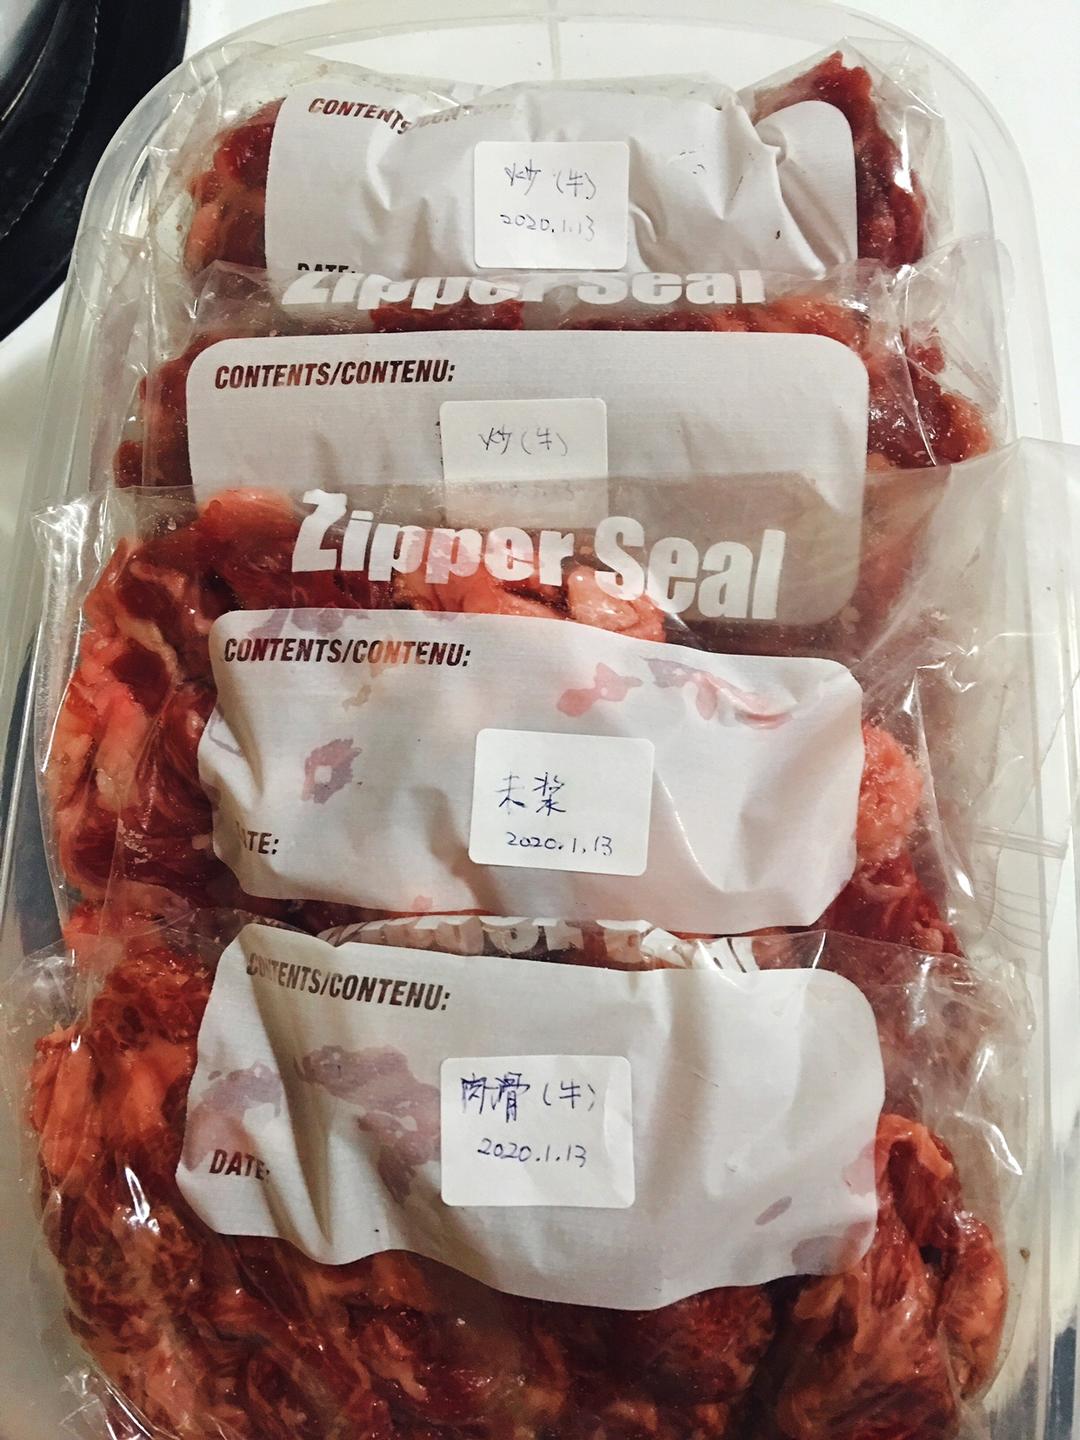 CONTENTS/CONTENU:
炒(牛)
2020.1.13
DATE:
Zipper Seal
CONTENTS/CONTENU:
炒(牛)
Zipper Seal
CONTENTS/CONTENU:
未浆
2020.1.13
DATE:
CONTENTS/CONTENU:
肉滑(牛)
2020.1.13
DATE: